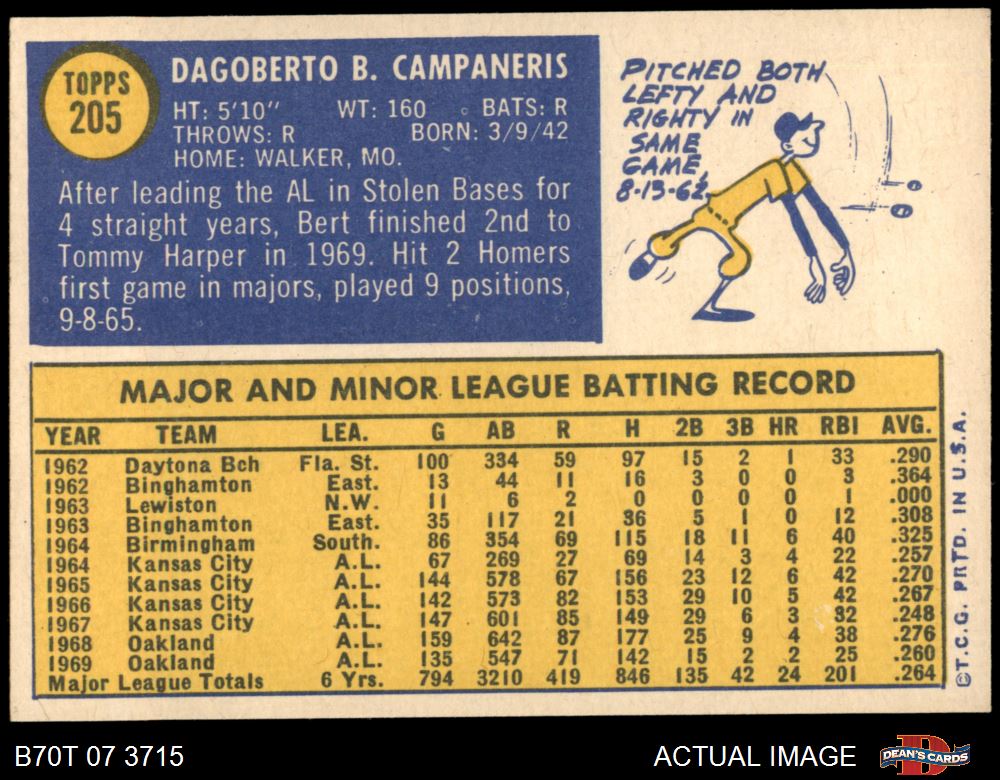 TOPPS
205
DAGOBERTO B. CAMPANERIS
HT: 5'10" WT: 160 BATS: R
THROWS: R BORN: 3/9/42
HOME: WALKER, MO.
After leading the AL in Stolen Bases for
4 straight years, Bert finished 2nd to
Tommy Harper in 1969. Hit 2 Homers
first game in majors, played 9 positions,
9-8-65.
PITCHED BOTH
LEFTY AND
RIGHTY IN
SAME
GAME,
8-13-62.
MAJOR AND MINOR LEAGUE BATTING RECORD
YEAR TEAM LEA. G AB R H 2B 3B HR RBI AVG.
1962 Daytona Bch Fla. St. 100 334 59 97 15 2 1 33 .290
1962 Binghamton East. 13 44 11 16 3 0 0 3 .364
1963 Lewiston N.W. 11 6 2 0 0 0 0 1 .000
1963 Binghamton East. 35 117 21 36 5 1 0 12 .308
1964 Birmingham South. 86 354 69 115 18 11 6 40 .325
1964 Kansas City A.L. 67 269 27 69 14 3 4 22 .257
1965 Kansas City A.L. 144 578 67 156 23 12 6 42 .270
1966 Kansas City A.L. 142 573 82 153 29 10 5 42 .267
1967 Kansas City A.L. 147 601 85 149 29 6 3 32 .248
1968 Oakland A.L. 159 642 87 177 25 9 4 38 .276
1969 Oakland A.L. 135 547 71 142 15 2 2 25 .260
Major League Totals 6 Yrs. 794 3210 419 846 135 42 24 201 .264
©T.C.G. PRTD. IN U.S.A.
B70T 07 3715
ACTUAL IMAGE
DEAN'S CARDS